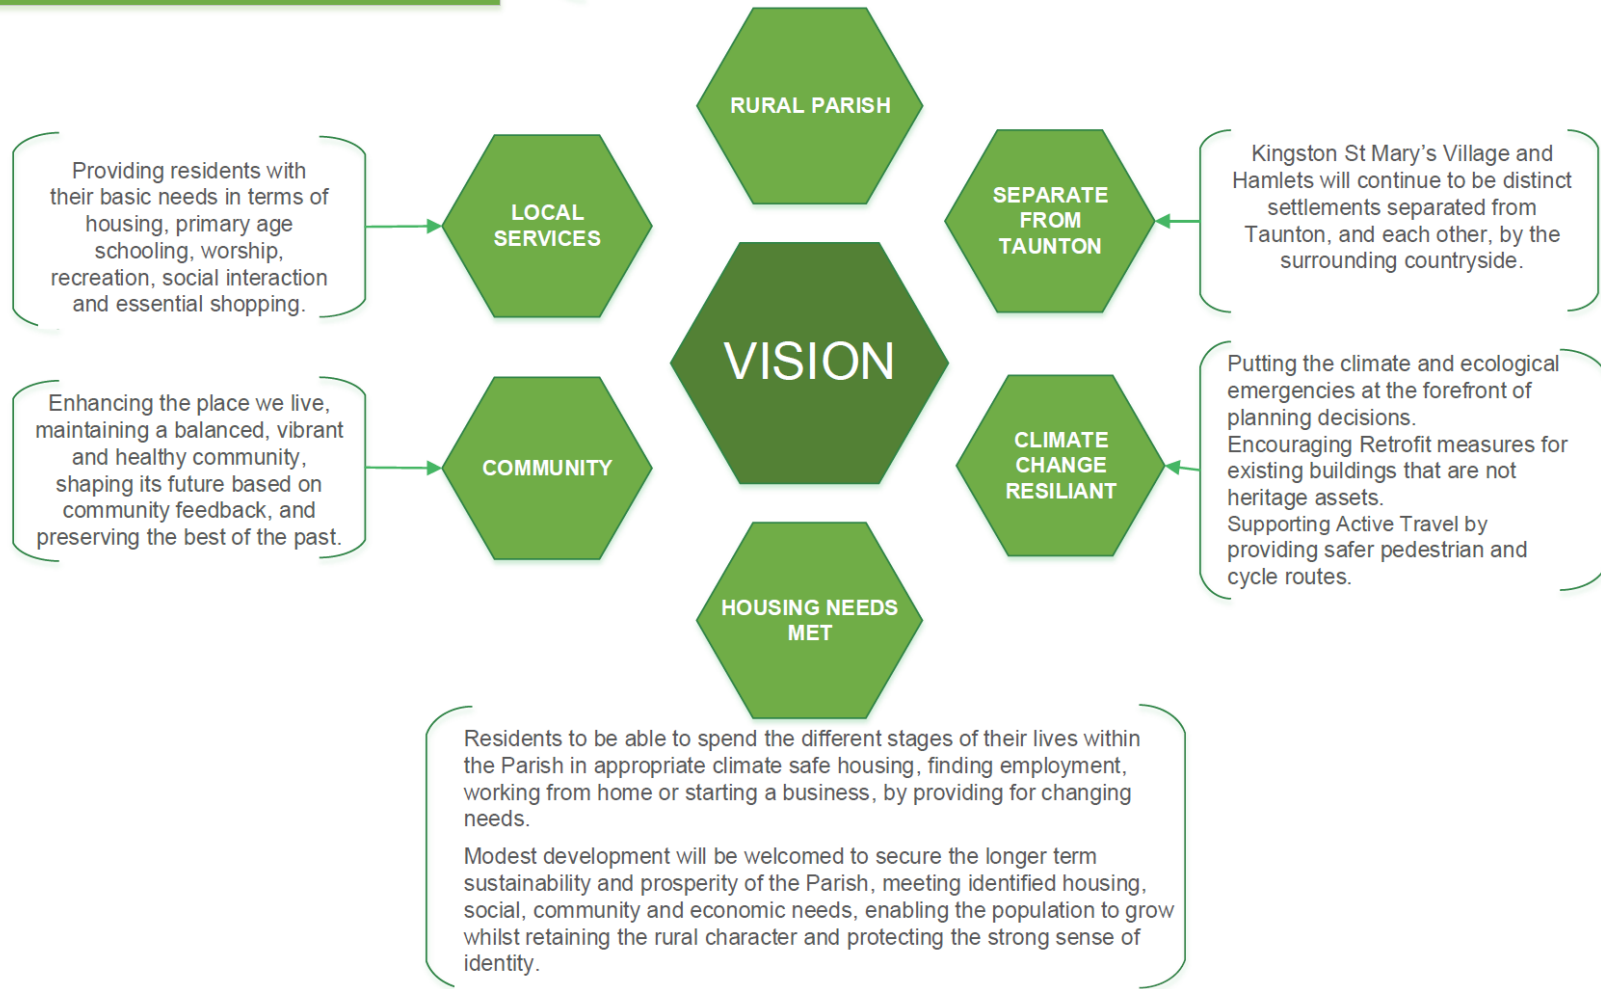 RURAL PARISH
Providing residents with
their basic needs in terms of
housing, primary age
schooling, worship,
recreation, social interaction
and essential shopping.
LOCAL
SERVICES
SEPARATE
FROM
TAUNTON
Kingston St Mary’s Village and
Hamlets will continue to be distinct
settlements separated from
Taunton, and each other, by the
surrounding countryside.
VISION
Enhancing the place we live,
maintaining a balanced, vibrant
and healthy community,
shaping its future based on
community feedback, and
preserving the best of the past.
COMMUNITY
CLIMATE
CHANGE
RESILIANT
Putting the climate and ecological
emergencies at the forefront of
planning decisions.
Encouraging Retrofit measures for
existing buildings that are not
heritage assets.
Supporting Active Travel by
providing safer pedestrian and
cycle routes.
HOUSING NEEDS
MET
Residents to be able to spend the different stages of their lives within
the Parish in appropriate climate safe housing, finding employment,
working from home or starting a business, by providing for changing
needs.
Modest development will be welcomed to secure the longer term
sustainability and prosperity of the Parish, meeting identified housing,
social, community and economic needs, enabling the population to grow
whilst retaining the rural character and protecting the strong sense of
identity.